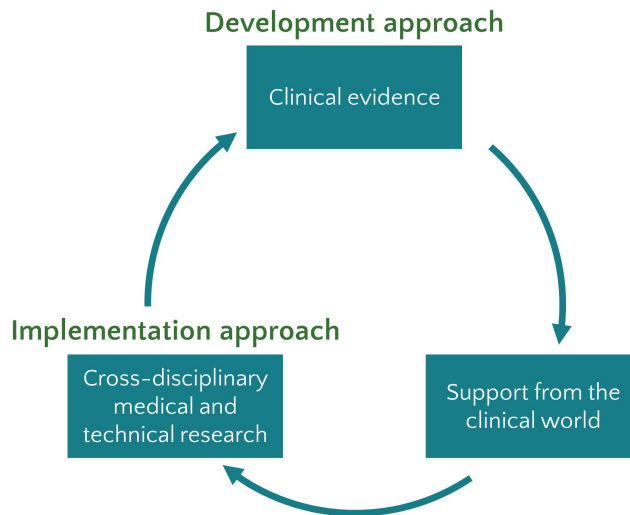 Development approach
Clinical evidence
Implementation approach
Cross-disciplinary
medical and
technical research
Support from the
clinical world